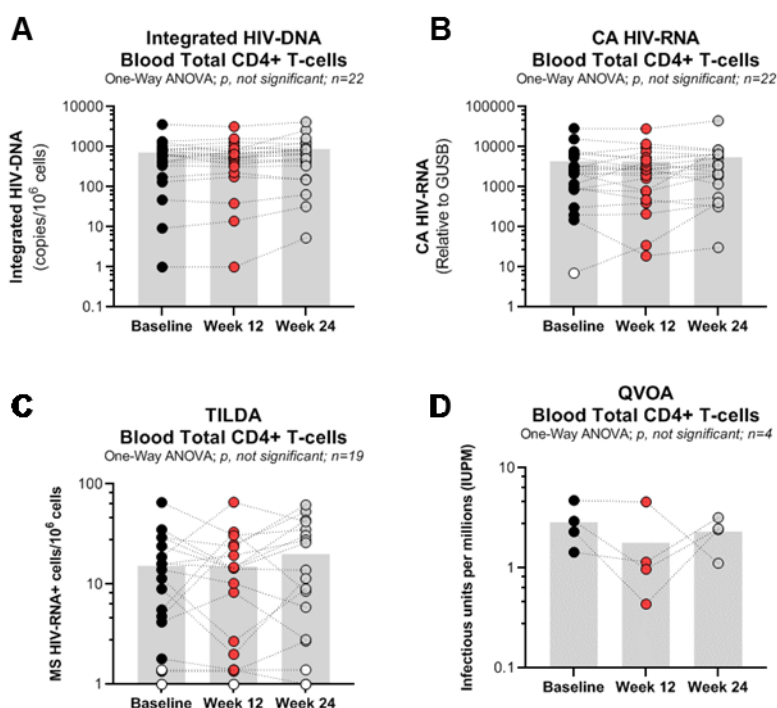 A
Integrated HIV-DNA
Blood Total CD4+ T-cells
One-Way ANOVA; p, not significant; n=22
Integrated HIV-DNA
(copies/10⁶ cells)
10000
1000
100
10
1
0.1
Baseline Week 12 Week 24
B
CA HIV-RNA
Blood Total CD4+ T-cells
One-Way ANOVA; p, not significant; n=22
CA HIV-RNA
(Relative to GUSB)
100000
10000
1000
100
10
1
Baseline Week 12 Week 24
C
TILDA
Blood Total CD4+ T-cells
One-Way ANOVA; p, not significant; n=19
MS HIV-RNA+ cells/10⁶ cells
100
10
1
Baseline Week 12 Week 24
D
QVOA
Blood Total CD4+ T-cells
One-Way ANOVA; p, not significant; n=4
Infectious units per millions (IUPM)
10
1
0.1
Baseline Week 12 Week 24